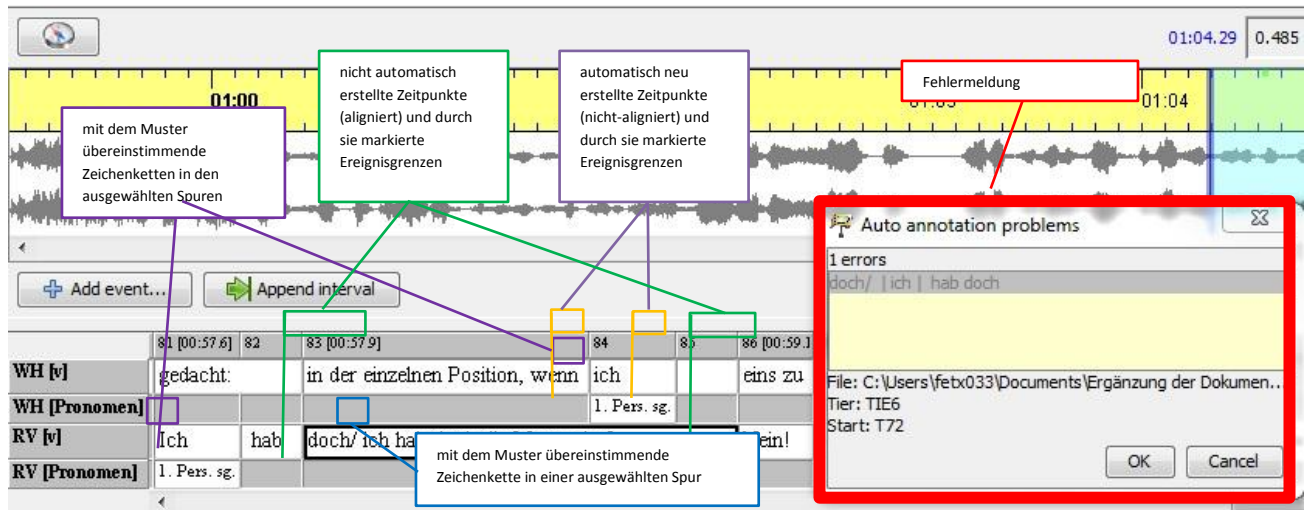 01:04.29 0.485
nicht automatisch
erstellte Zeitpunkte
(aligniert) und durch
sie markierte
Ereignisgrenzen
automatisch neu
erstellte Zeitpunkte
(nicht-aligniert) und
durch sie markierte
Ereignisgrenzen
Fehlermeldung
01:00 01:04
mit dem Muster
übereinstimmende
Zeichenketten in den
ausgewählten Spuren
Add event... Append interval
81 [00:57.6] 82 83 [00:57.9] 84 85 86 [00:59.1
WH [v] gedacht: in der einzelnen Position, wenn ich eins zu
WH [Pronomen] 1. Pers. sg.
RV [v] Ich hab doch/ ich
RV [Pronomen] 1. Pers. sg.
mit dem Muster übereinstimmende
Zeichenkette in einer ausgewählten Spur
Auto annotation problems
1 errors
doch/ | ich | hab doch
File: C:\Users\fetx033\Documents\Ergänzung der Dokumen...
Tier: TIE6
Start: T72
OK Cancel